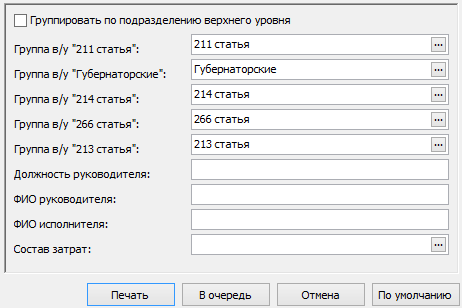 Группировать по подразделению верхнего уровня
Группа в/у "211 статья": 211 статья ...
Группа в/у "Губернаторские": Губернаторские ...
Группа в/у "214 статья": 214 статья ...
Группа в/у "266 статья": 266 статья ...
Группа в/у "213 статья": 213 статья ...
Должность руководителя:
ФИО руководителя:
ФИО исполнителя:
Состав затрат: ...
Печать В очередь Отмена По умолчанию